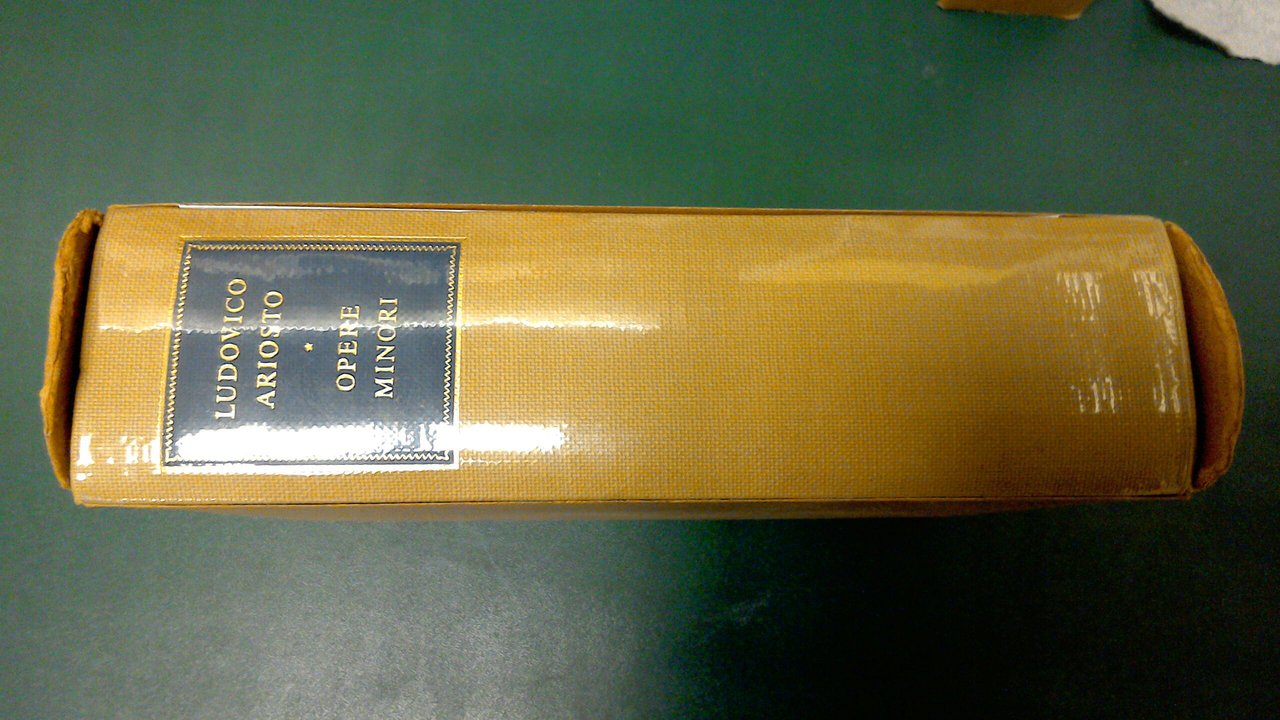 LUDOVICO
ARIOSTO
★
OPERE
MINORI